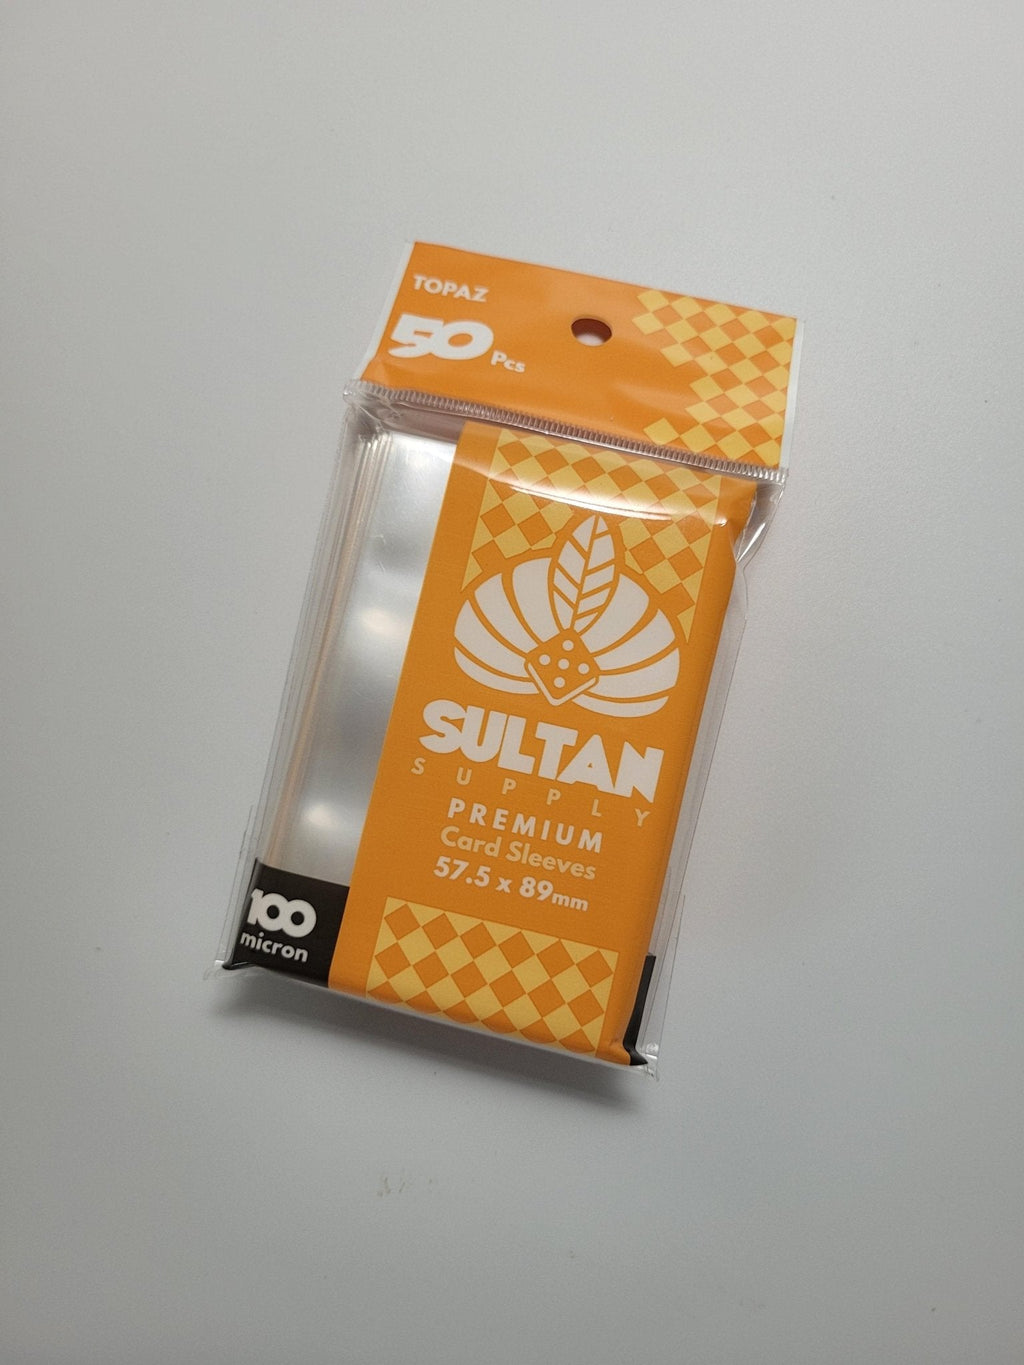 TOPAZ
50 Pcs
SULTAN
SUPPLY
PREMIUM
Card Sleeves
57.5 x 89mm
100
micron